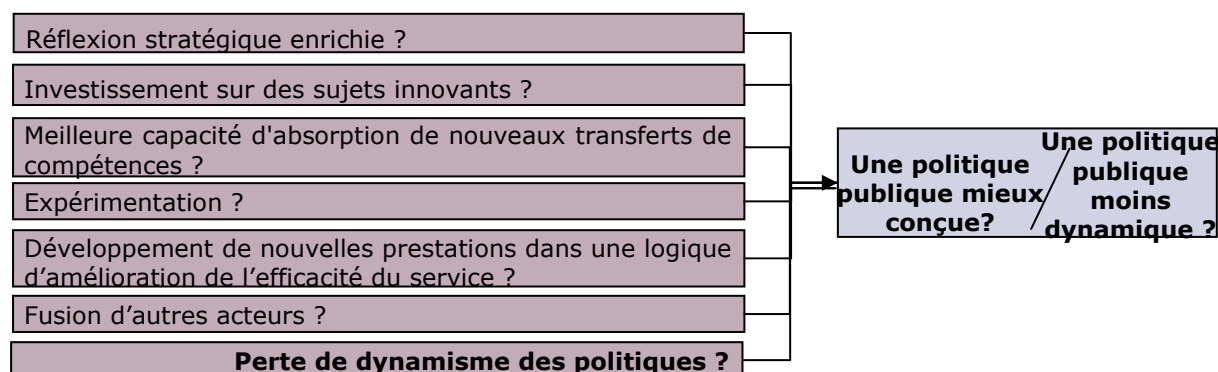 Réflexion stratégique enrichie ?
Investissement sur des sujets innovants ?
Meilleure capacité d'absorption de nouveaux transferts de
compétences ?
Expérimentation ?
Développement de nouvelles prestations dans une logique
d’amélioration de l’efficacité du service ?
Fusion d’autres acteurs ?
Perte de dynamisme des politiques ?
Une politique
publique mieux
conçue?
/
Une politique
publique
moins
dynamique ?